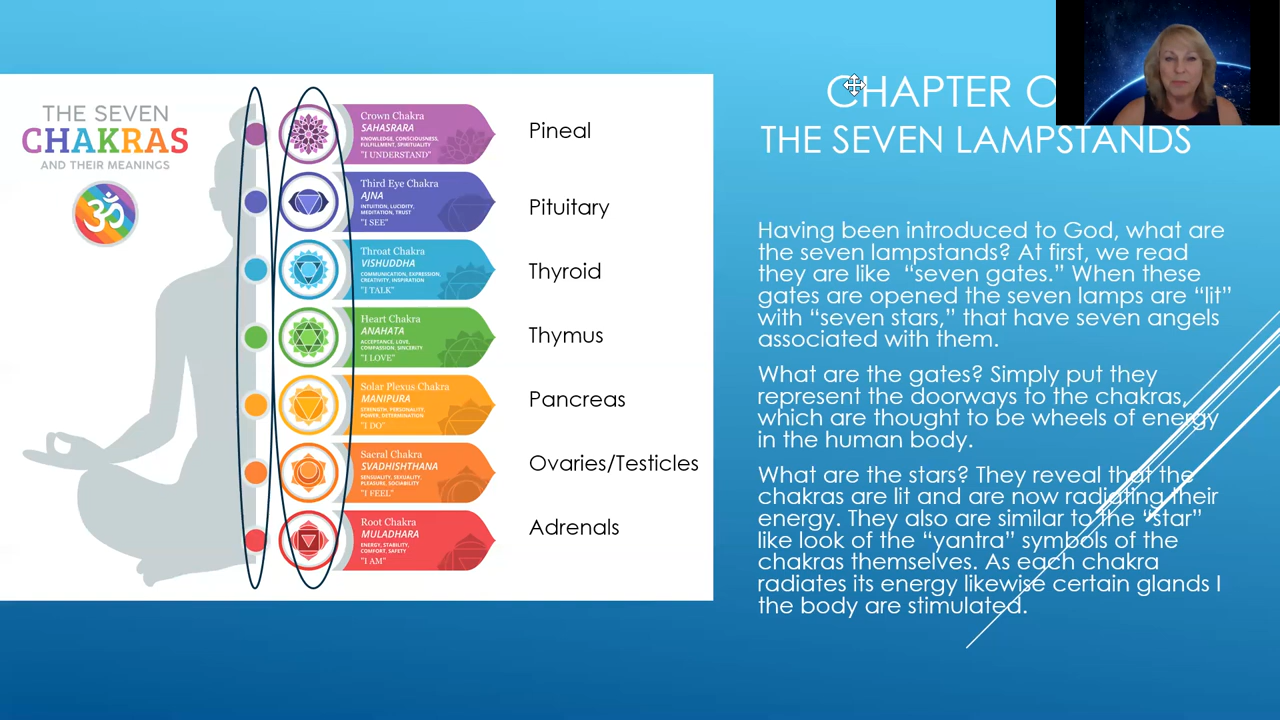 THE SEVEN
CHAKRAS
AND THEIR MEANINGS
ॐ
Crown Chakra
SAHASRARA
KNOWLEDGE, CONSCIOUSNESS,
FULFILLMENT, SPIRITUALITY
"I UNDERSTAND"
Third Eye Chakra
AJNA
INTUITION, LUCIDITY,
MEDITATION, TRUST
"I SEE"
Throat Chakra
VISHUDDHA
COMMUNICATION, EXPRESSION,
CREATIVITY, INSPIRATION
"I TALK"
Heart Chakra
ANAHATA
ACCEPTANCE, LOVE,
COMPASSION, SINCERITY
"I LOVE"
Solar Plexus Chakra
MANIPURA
STRENGTH, PERSONALITY,
POWER, DETERMINATION
"I DO"
Sacral Chakra
SVADHISHTHANA
SENSUALITY, SEXUALITY,
PLEASURE, SOCIABILITY
"I FEEL"
Root Chakra
MULADHARA
ENERGY, STABILITY,
COMFORT, SAFETY
"I AM"
Pineal
Pituitary
Thyroid
Thymus
Pancreas
Ovaries/Testicles
Adrenals
CHAPTER O
THE SEVEN LAMPSTANDS
Having been introduced to God, what are
the seven lampstands? At first, we read
they are like “seven gates.” When these
gates are opened the seven lamps are “lit”
with “seven stars,” that have seven angels
associated with them.
What are the gates? Simply put they
represent the doorways to the chakras,
which are thought to be wheels of energy
in the human body.
What are the stars? They reveal that the
chakras are lit and are now radiating their
energy. They also are similar to the “star”
like look of the “yantra” symbols of the
chakras themselves. As each chakra
radiates its energy likewise certain glands I
the body are stimulated.